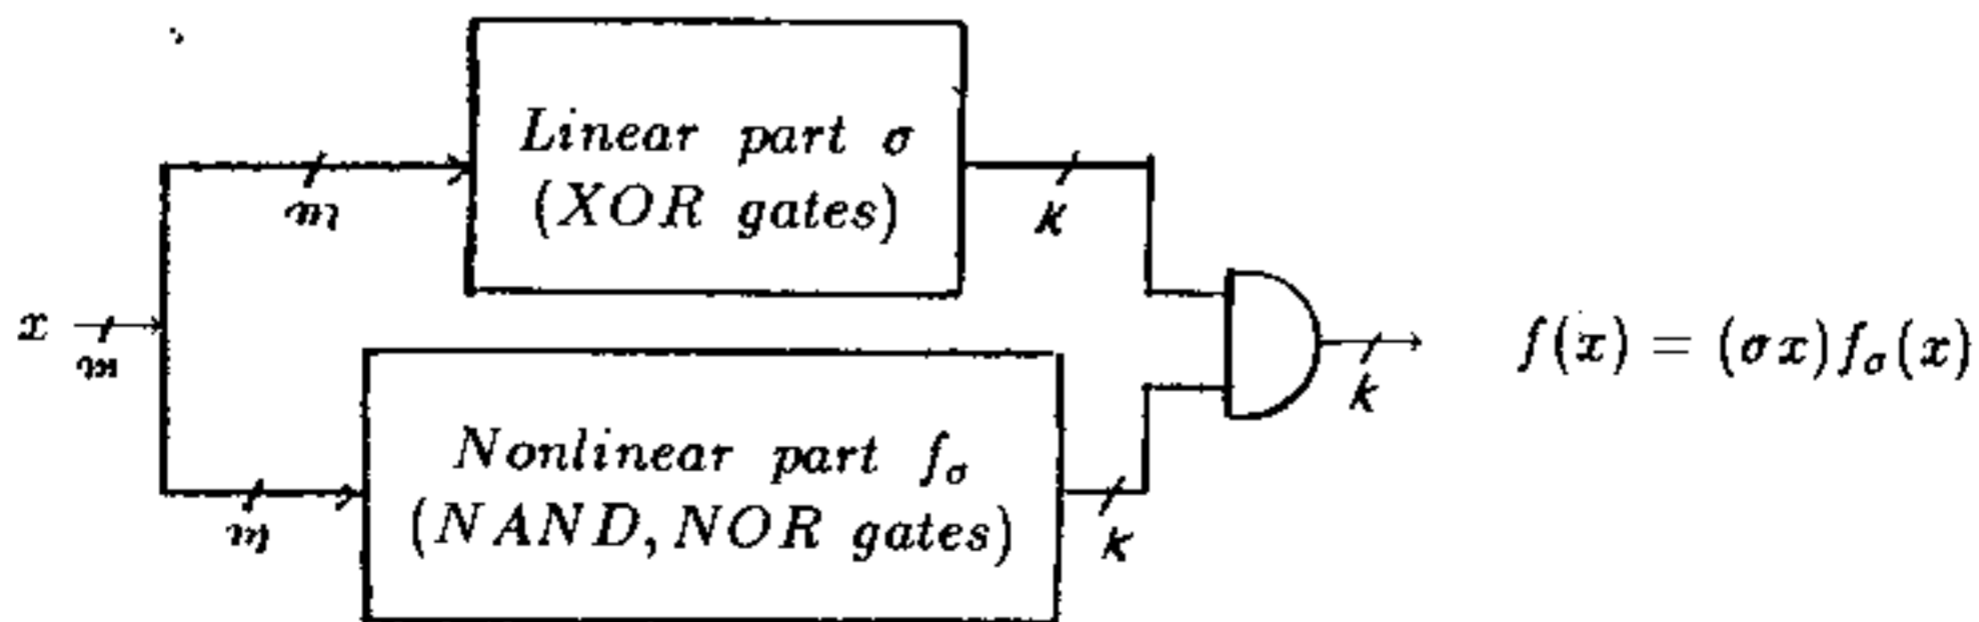 Linear part σ
(XOR gates)
m
k
x
m
f(x) = (σx)f_σ(x)
k
Nonlinear part f_σ
(NAND, NOR gates)
m
k